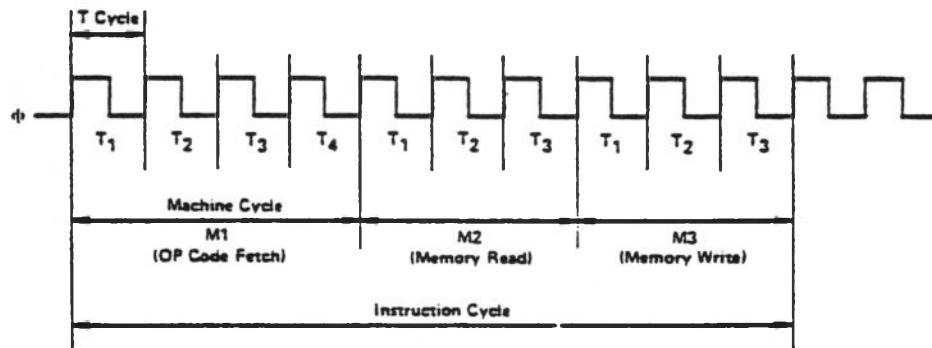 T Cycle
Φ
T1 T2 T3 T4 T1 T2 T3 T1 T2 T3
Machine Cycle
M1 M2 M3
(OP Code Fetch) (Memory Read) (Memory Write)
Instruction Cycle